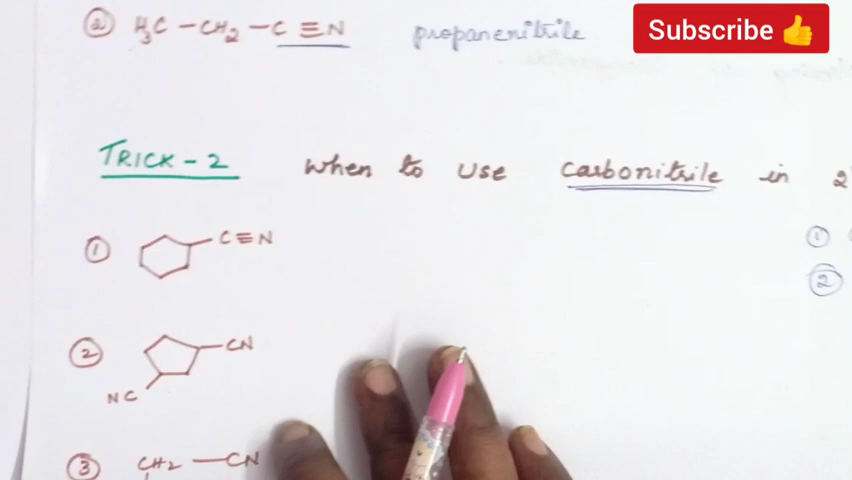 ② H3C – CH2 – C ≡ N propanenitrile
Subscribe 👍
TRICK - 2 when to use carbonitrile in 2
① C ≡ N
①
②
② CN
NC
③ CH2 — CN